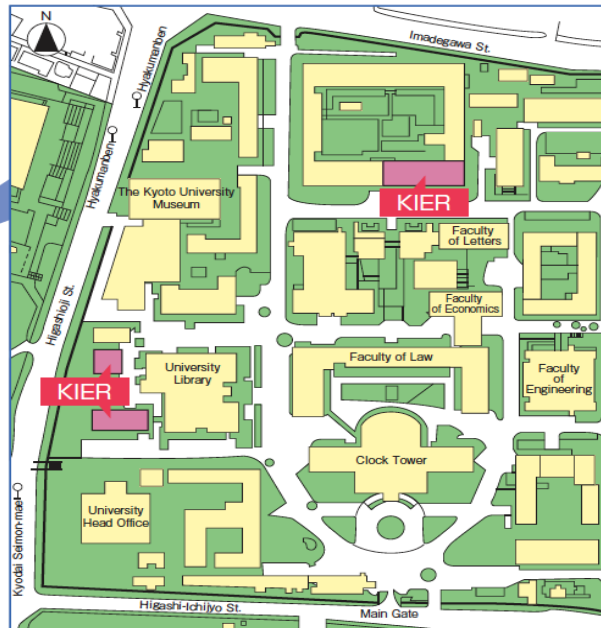 N
Imadegawa St.
Hyakumanben
Hyakumanben
The Kyoto University
Museum
KIER
Faculty
of Letters
Faculty
of Economics
Higashioji St.
Faculty of Law
University
Library
Faculty
of
Engineering
KIER
Clock Tower
University
Head Office
Kyodai Seimon-mae
Higashi-Ichijyo St.
Main Gate